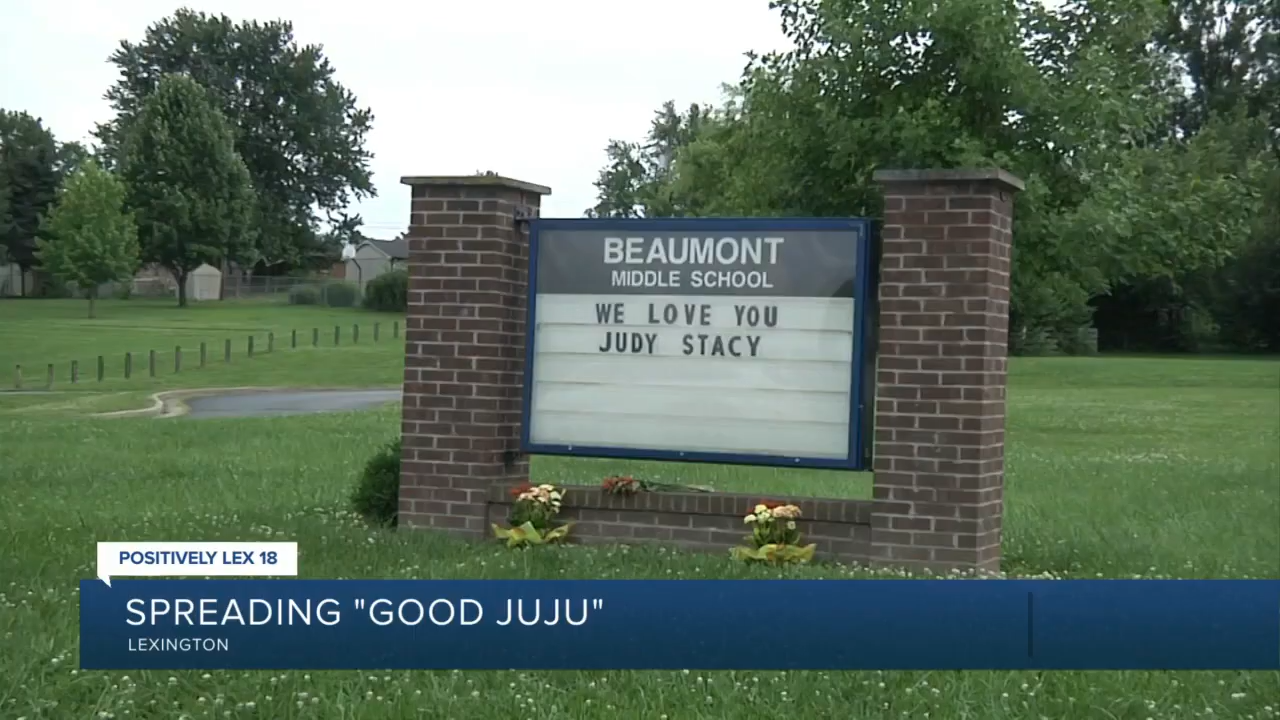 BEAUMONT
MIDDLE SCHOOL
WE LOVE YOU
JUDY STACY
POSITIVELY LEX 18
SPREADING "GOOD JUJU"
LEXINGTON